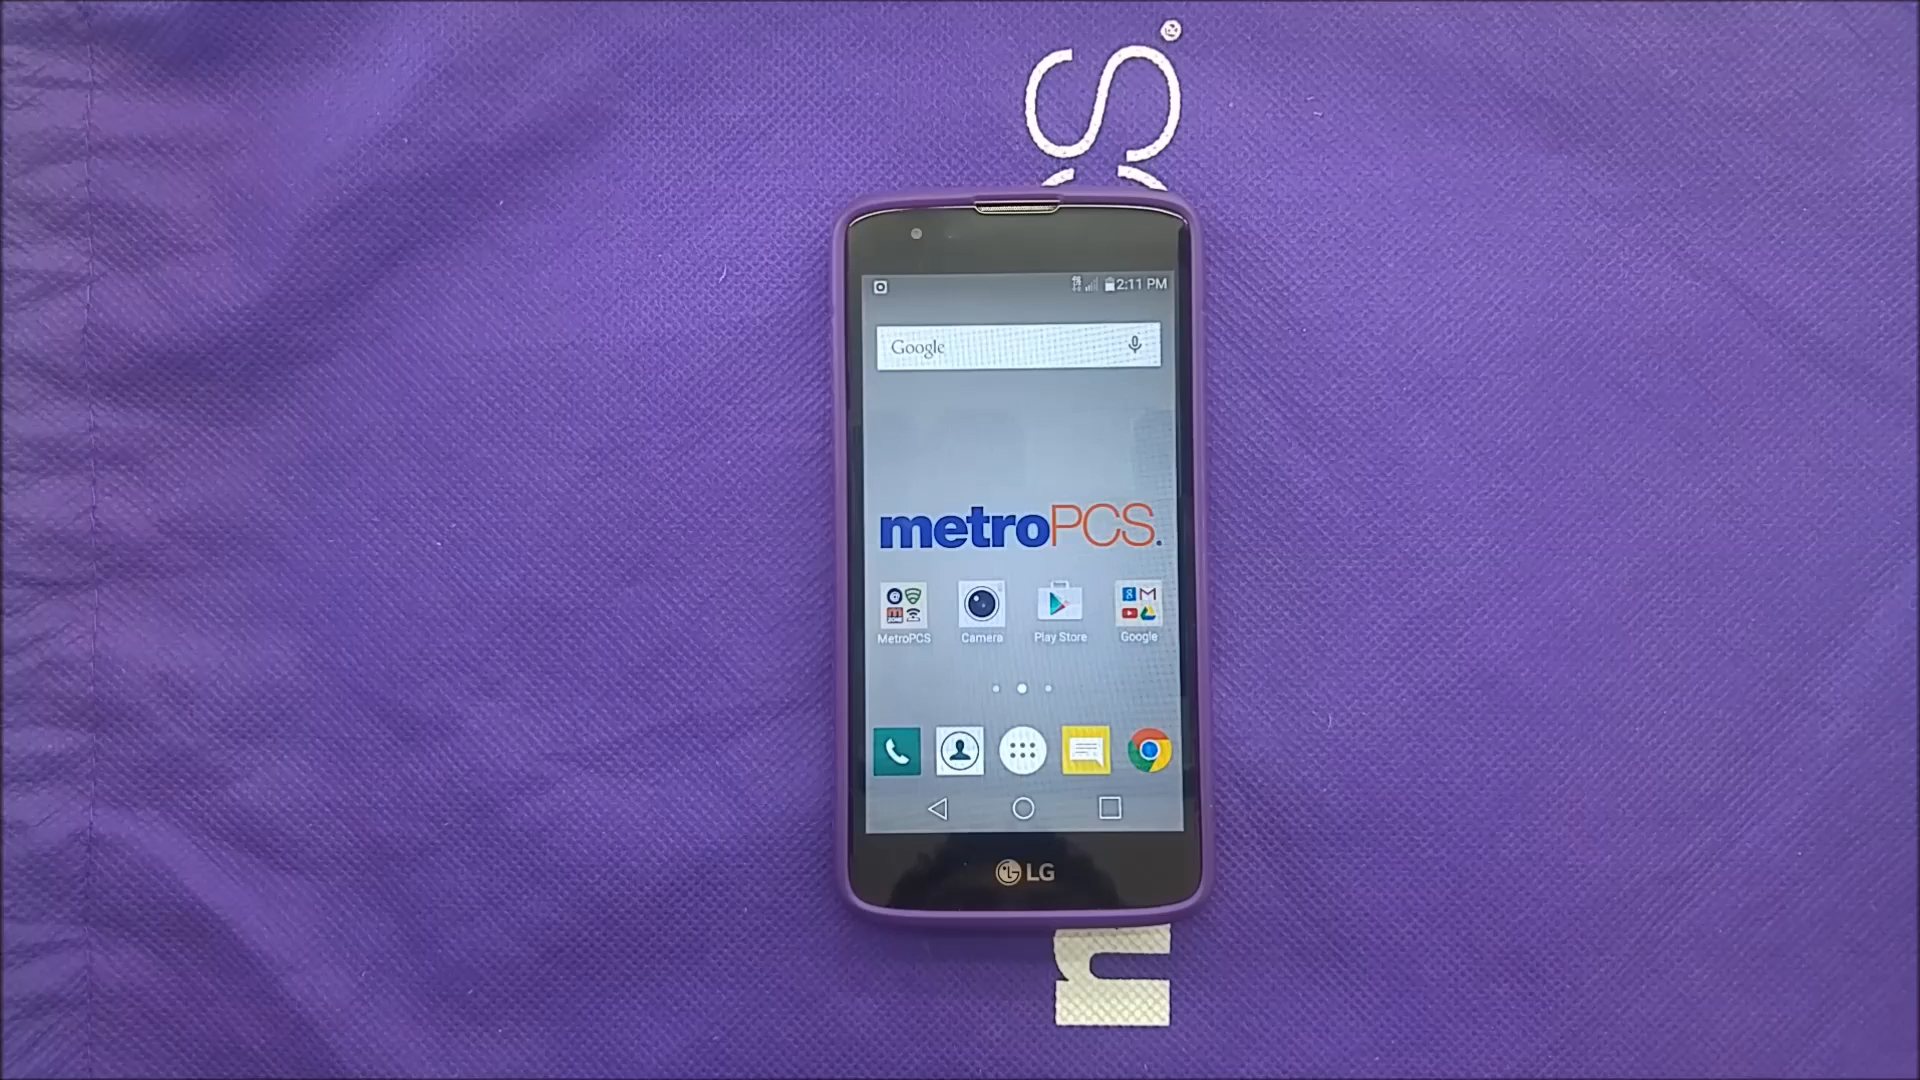 S®
2:11 PM
Google
metroPCS.
MetroPCS
Camera
Play Store
Google
LG
m